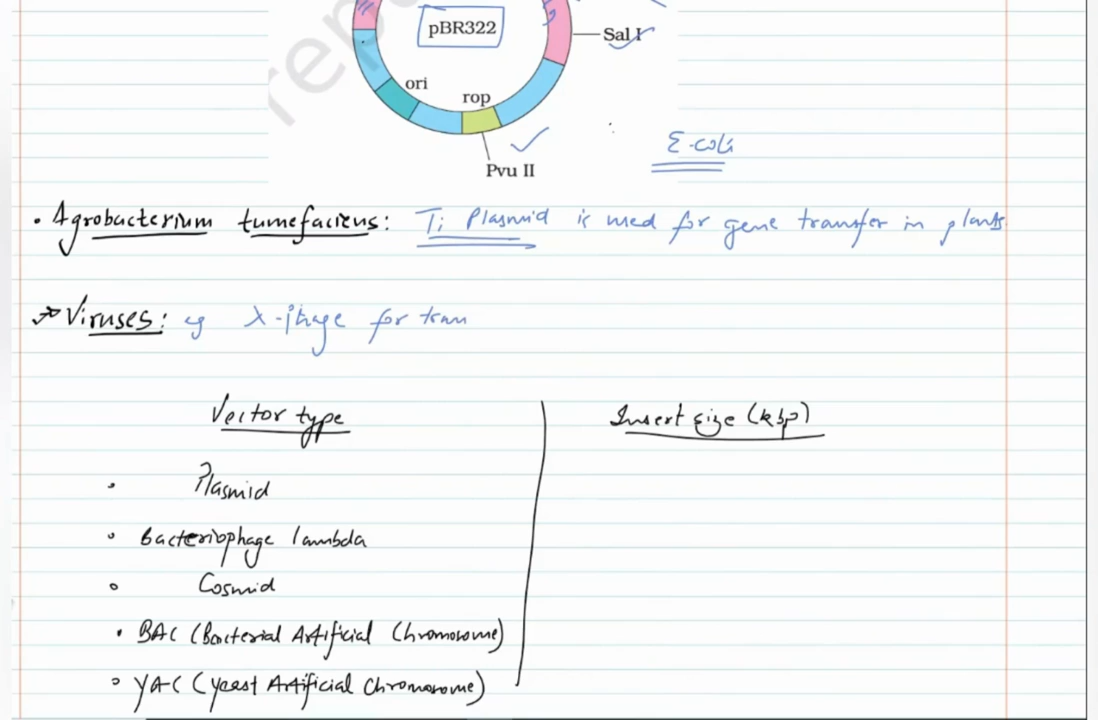 pBR322
Sal I
ori
rop
Pvu II
E-coli
• Agrobacterium tumefaciens: Ti Plasmid is used for gene transfer in plants
Viruses: eg λ-phage for tran
Vector type
Insert size (kbp)
• Plasmid
• Bacteriophage lambda
• Cosmid
• BAC (Bacterial Artificial Chromosome)
• YAC (Yeast Artificial Chromosome)